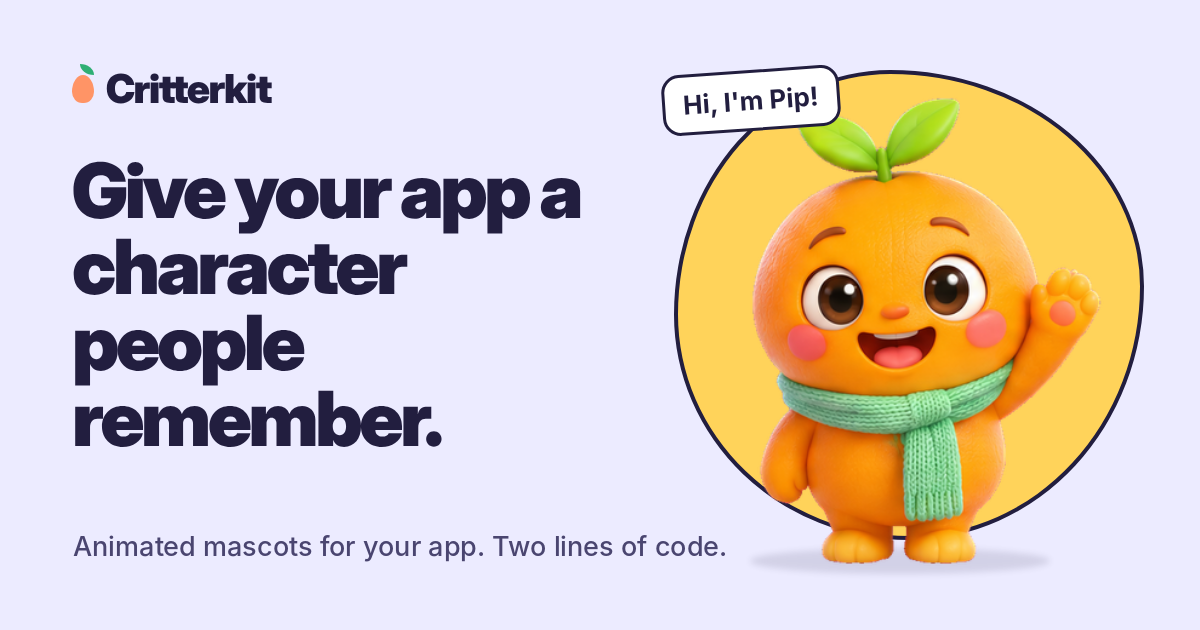 Critterkit
Hi, I'm Pip!
Give your app a
character
people
remember.
Animated mascots for your app. Two lines of code.